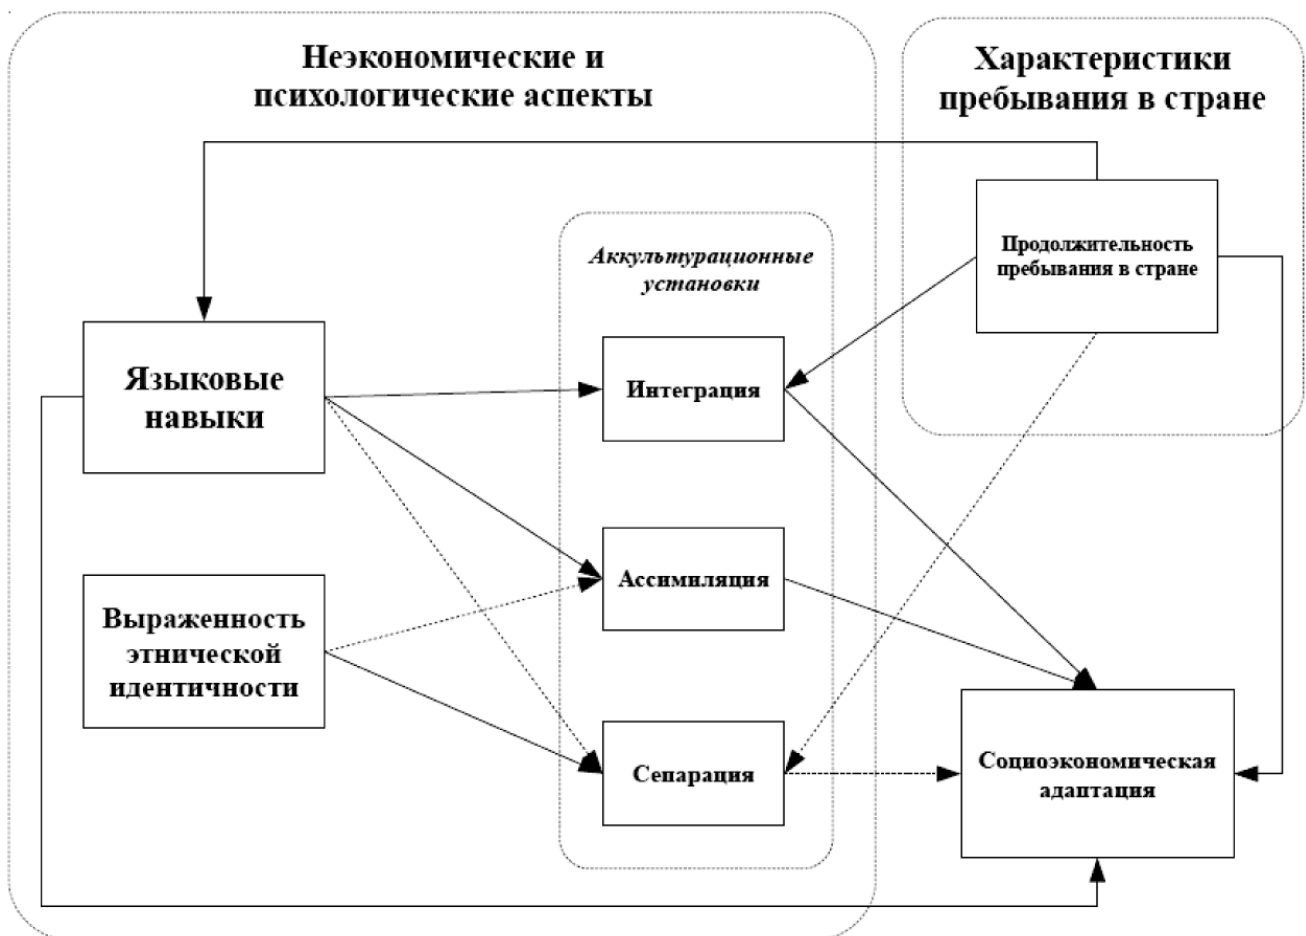 Неэкономические и
психологические аспекты
Характеристики
пребывания в стране
Продолжительность
пребывания в стране
Аккультурационные
установки
Языковые
навыки
Интеграция
Ассимиляция
Выраженность
этнической
идентичности
Сепарация
Социоэкономическая
адаптация